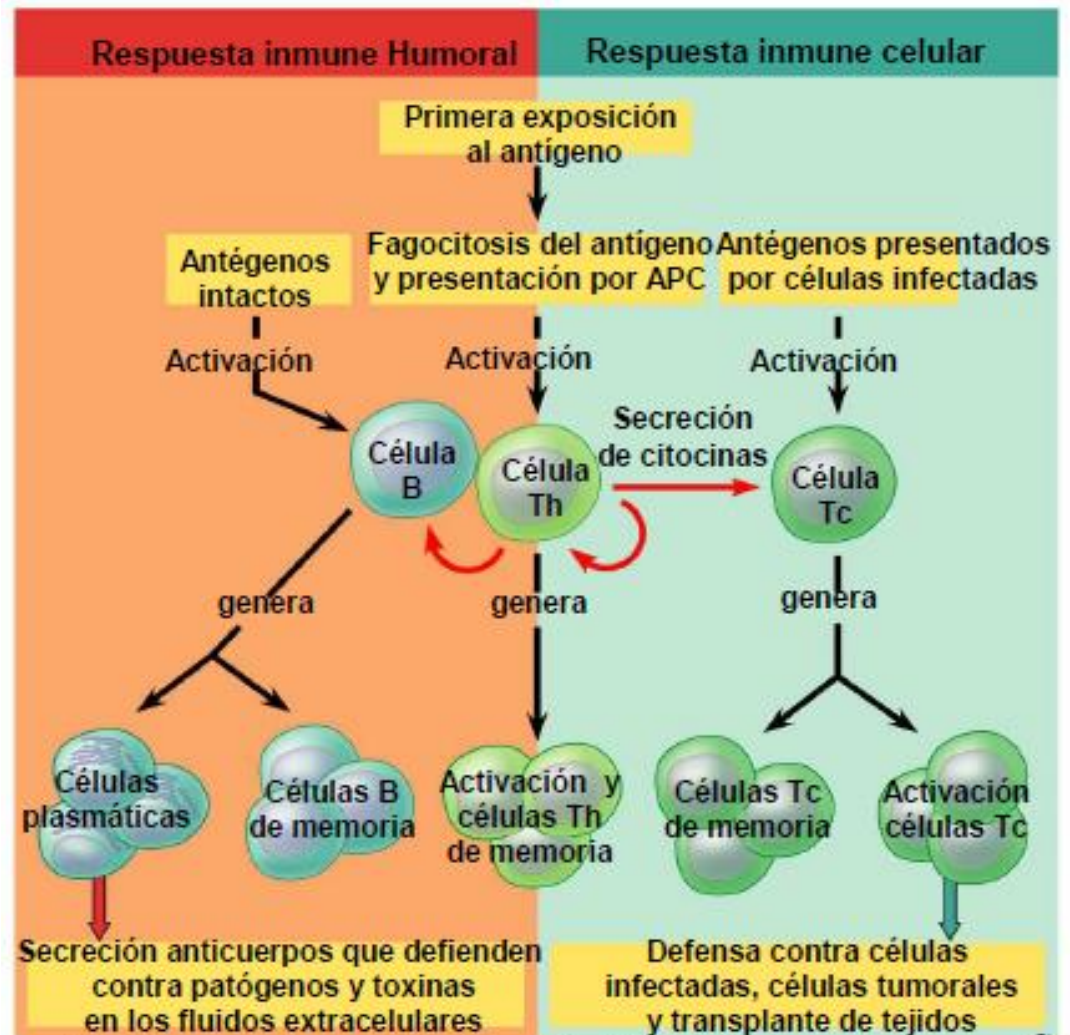 Respuesta inmune Humoral
Respuesta inmune celular
Primera exposición
al antígeno
Antégenos
intactos
Fagocitosis del antígeno
y presentación por APC
Antégenos presentados
por células infectadas
Activación
Activación
Activación
Célula
B
Célula
Th
Secreción
de citocinas
Célula
Tc
genera
genera
genera
Células
plasmáticas
Células B
de memoria
Activación y
células Th
de memoria
Células Tc
de memoria
Activación
células Tc
Secreción anticuerpos que defienden
contra patógenos y toxinas
en los fluidos extracelulares
Defensa contra células
infectadas, células tumorales
y transplante de tejidos